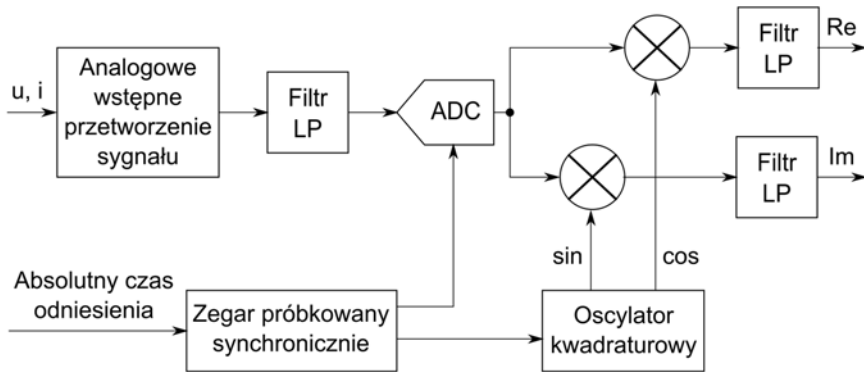 u, i
Analogowe
wstępne
przetworzenie
sygnału
Filtr
LP
ADC
Filtr
LP
Re
Filtr
LP
Im
sin
cos
Absolutny czas
odniesienia
Zegar próbkowany
synchronicznie
Oscylator
kwadraturowy